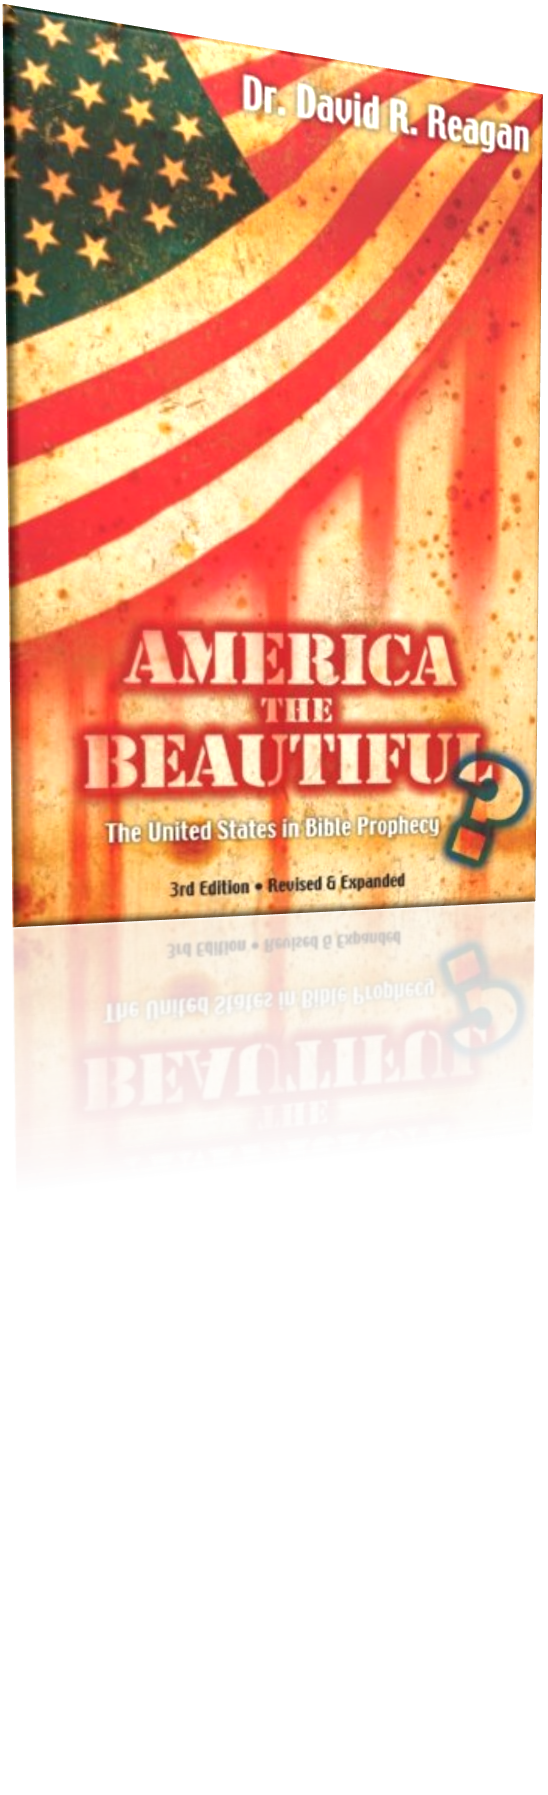 Dr. David R. Reagan
AMERICA
THE
BEAUTIFUL?
The United States in Bible Prophecy
3rd Edition • Revised & Expanded